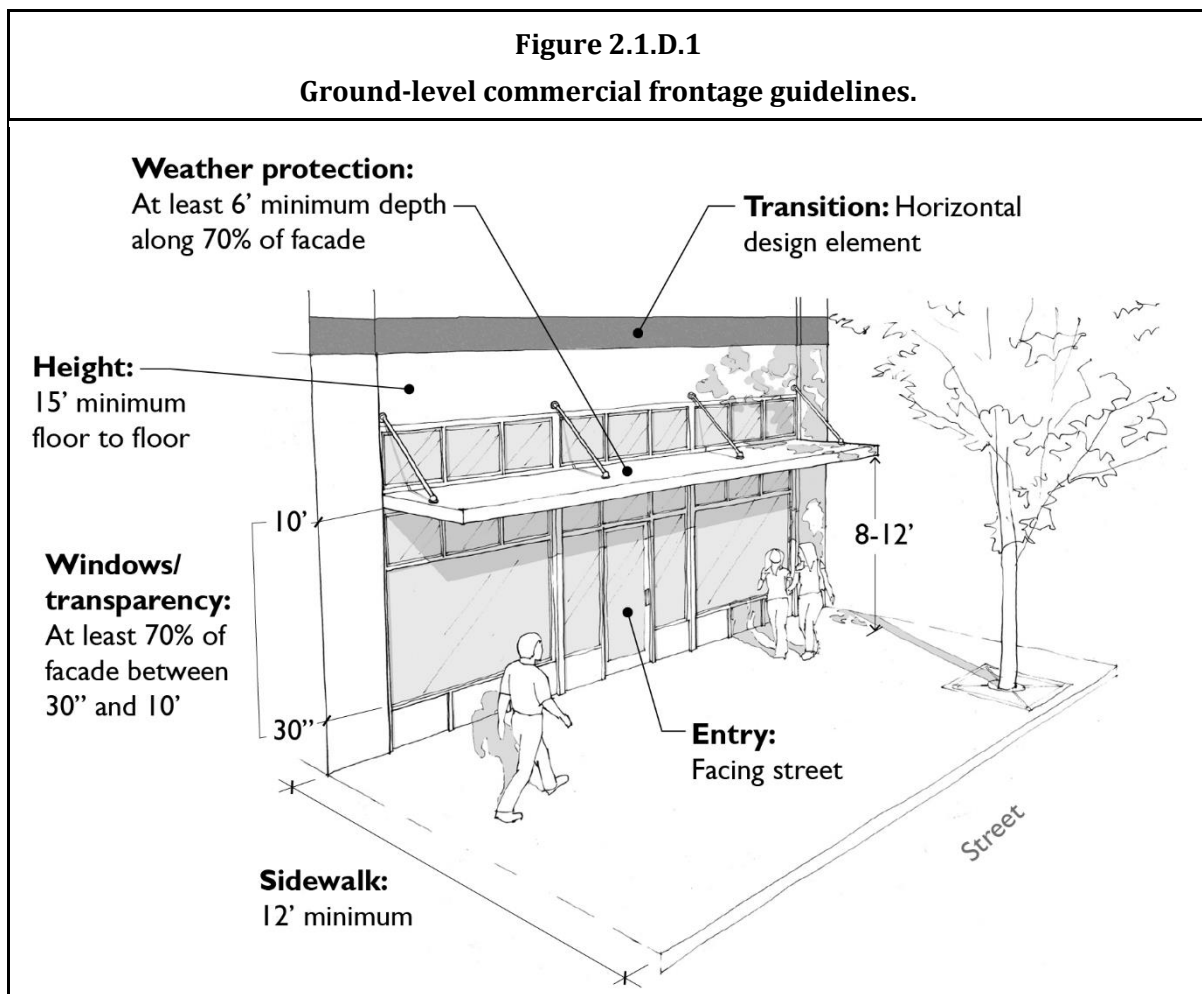 Figure 2.1.D.1
Ground-level commercial frontage guidelines.
Weather protection:
At least 6’ minimum depth
along 70% of facade
Transition: Horizontal
design element
Height:
15’ minimum
floor to floor
10’
8-12’
Windows/
transparency:
At least 70% of
facade between
30” and 10’
30”
Entry:
Facing street
Street
Sidewalk:
12’ minimum